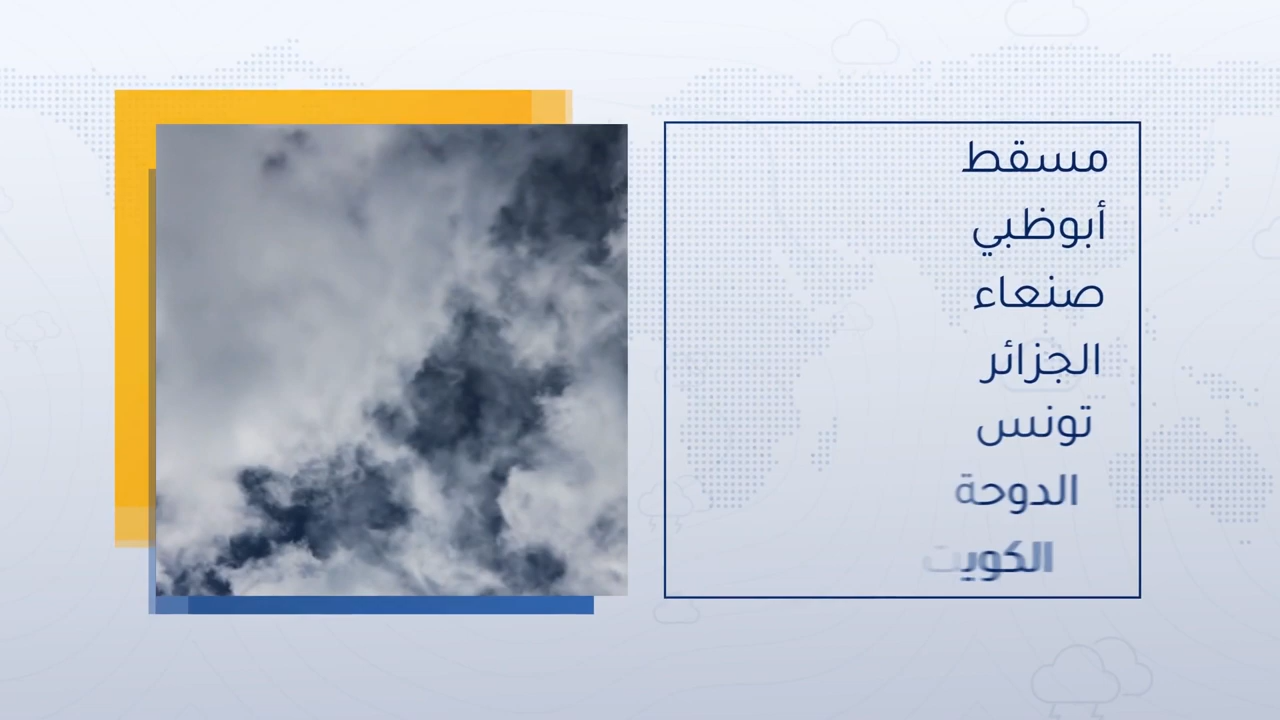 مسقط
أبوظبي
صنعاء
الجزائر
تونس
الدوحة
الكويت